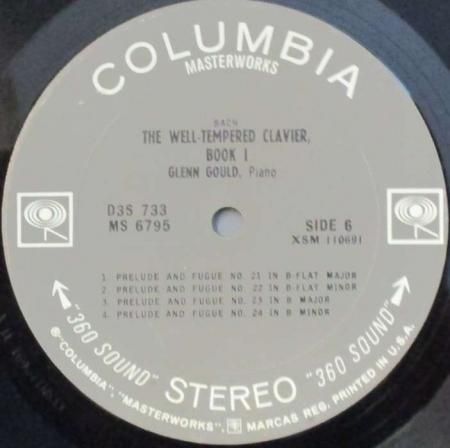 COLUMBIA
MASTERWORKS
BACH
THE WELL-TEMPERED CLAVIER,
BOOK I
GLENN GOULD, Piano
D3S 733
MS 6795
SIDE 6
XSM 110691
1. PRELUDE AND FUGUE NO. 21 IN B-FLAT MAJOR
2. PRELUDE AND FUGUE NO. 22 IN B-FLAT MINOR
3. PRELUDE AND FUGUE NO. 23 IN B MAJOR
4. PRELUDE AND FUGUE NO. 24 IN B MINOR
"360 SOUND" STEREO "360 SOUND"
® "COLUMBIA", "MASTERWORKS", MARCAS REG. PRINTED IN U.S.A.